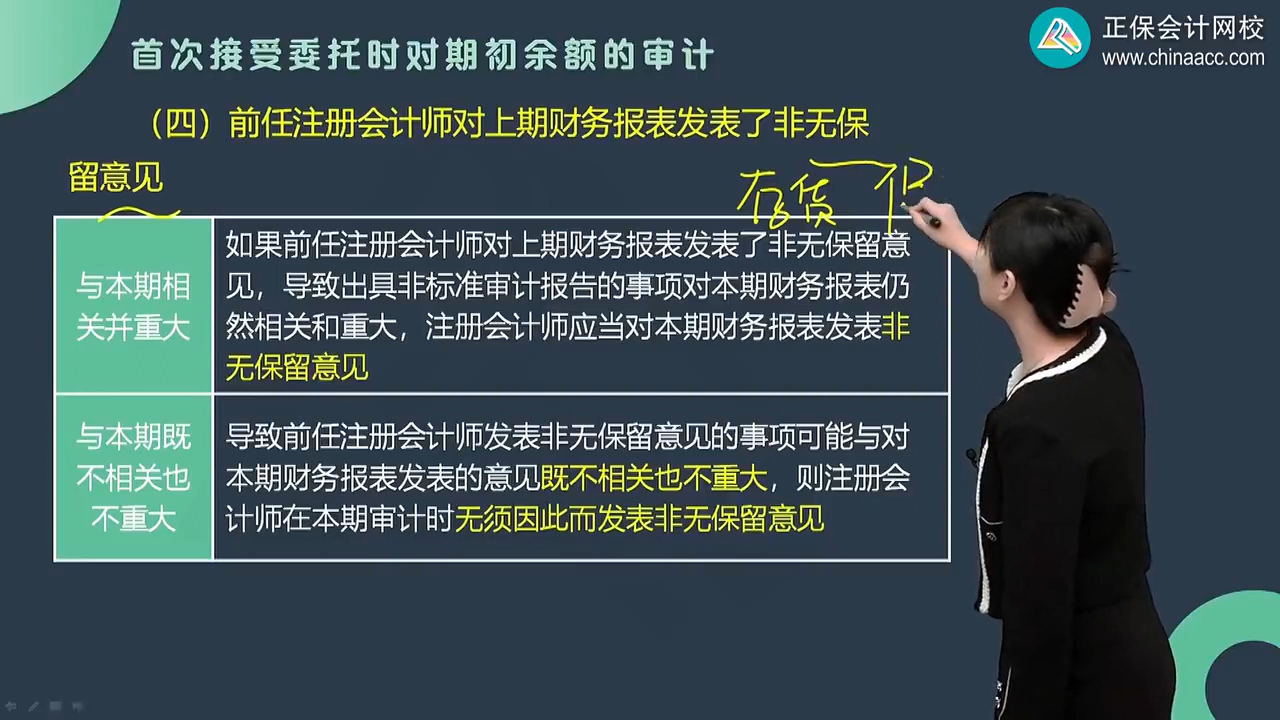 正保会计网校
www.chinaacc.com
首次接受委托时对期初余额的审计
（四）前任注册会计师对上期财务报表发表了非无保
留意见
存货
与本期相
关并重大
如果前任注册会计师对上期财务报表发表了非无保留意
见，导致出具非标准审计报告的事项对本期财务报表仍
然相关和重大，注册会计师应当对本期财务报表发表非
无保留意见
与本期既
不相关也
不重大
导致前任注册会计师发表非无保留意见的事项可能与对
本期财务报表发表的意见既不相关也不重大，则注册会
计师在本期审计时无须因此而发表非无保留意见